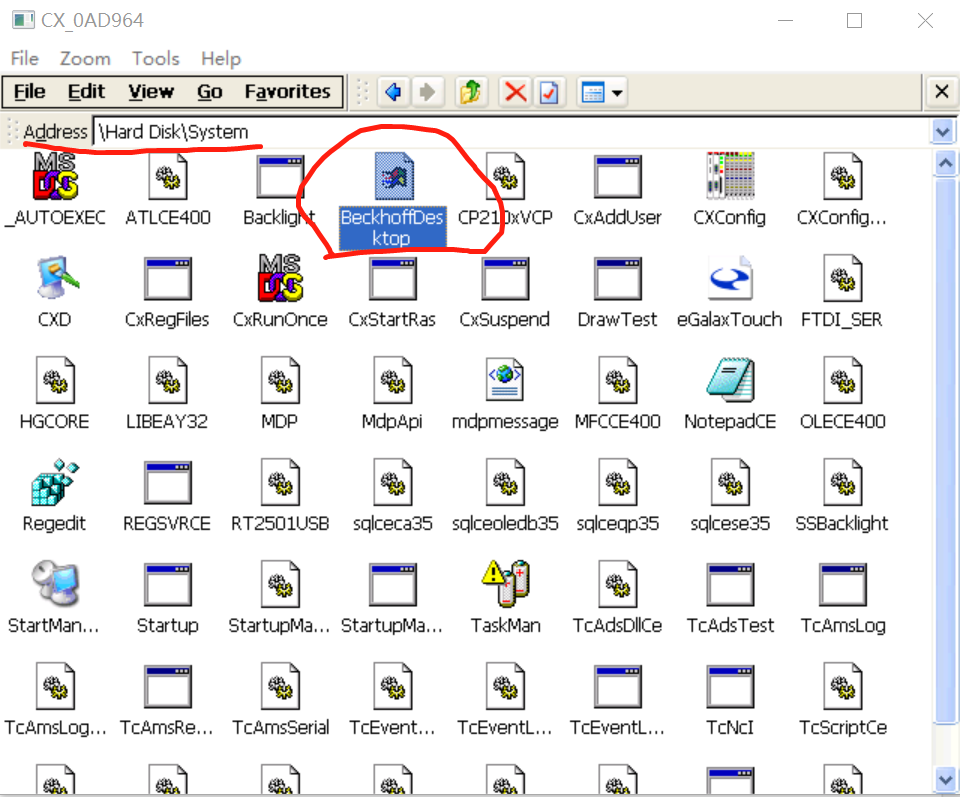 CX_0AD964
File Zoom Tools Help
File Edit View Go Favorites
Address \Hard Disk\System
_AUTOEXEC ATLCE400 Backlight BeckhoffDes CP210xVCP CxAddUser CXConfig CXConfig...
ktop
CXD CxRegFiles CxRunOnce CxStartRas CxSuspend DrawTest eGalaxTouch FTDI_SER
HGCORE LIBEAY32 MDP MdpApi mdpmessage MFCCE400 NotepadCE OLECE400
Regedit REGSVRCE RT2501USB sqlceca35 sqlceoledb35 sqlceqp35 sqlcese35 SSBacklight
StartMan... Startup StartupMa... StartupMa... TaskMan TcAdsDllCe TcAdsTest TcAmsLog
TcAmsLog... TcAmsRe... TcAmsSerial TcEvent... TcEventL... TcEventL... TcNcI TcScriptCe